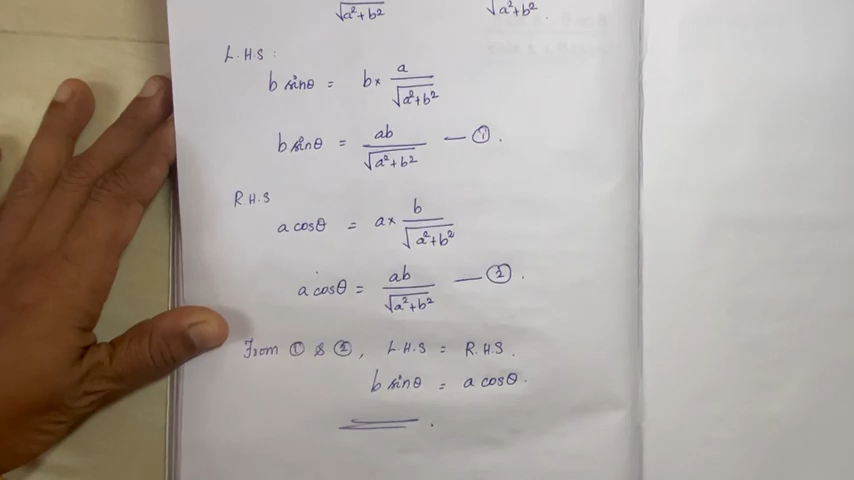 √a²+b² √a²+b².
L.H.S :
b sinθ = b × a/√a²+b²
b sinθ = ab/√a²+b² — ①.
R.H.S
a cosθ = a × b/√a²+b²
a cosθ = ab/√a²+b² — ②.
From ① & ②, L.H.S = R.H.S.
b sinθ = a cosθ.